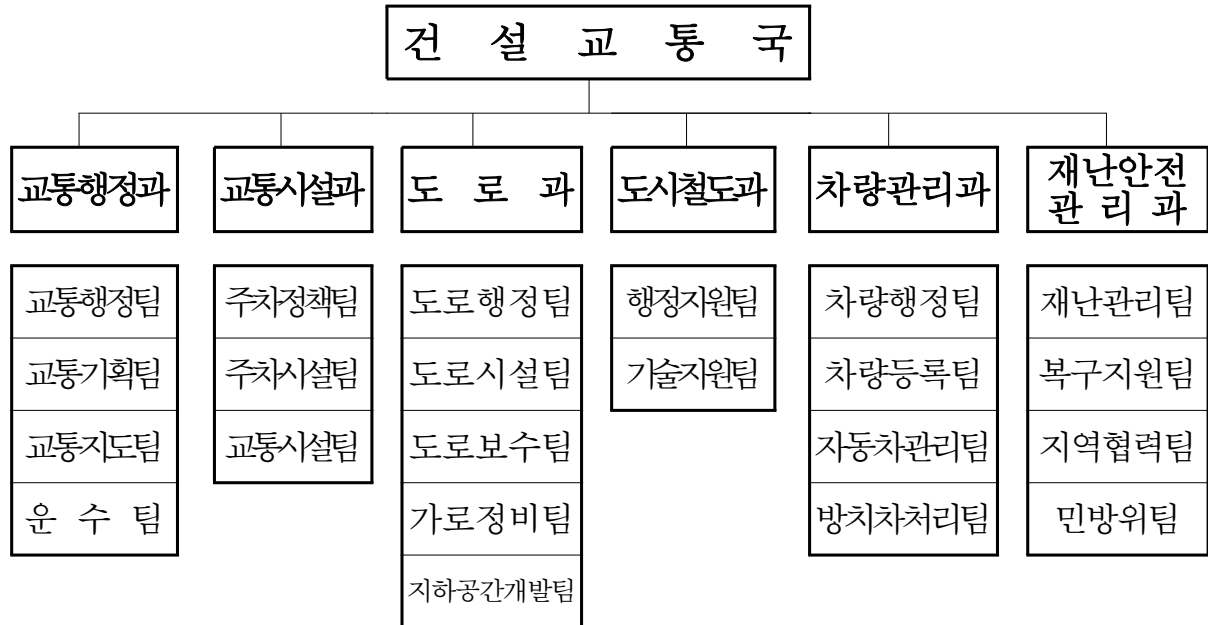 건 설 교 통 국
교통행정과
교통시설과
도 로 과
도시철도과
차량관리과
재난안전
관 리 과
교통행정팀
교통기획팀
교통지도팀
운 수 팀
주차정책팀
주차시설팀
교통시설팀
도로행정팀
도로시설팀
도로보수팀
가로정비팀
지하공간개발팀
행정지원팀
기술지원팀
차량행정팀
차량등록팀
자동차관리팀
방치차처리팀
재난관리팀
복구지원팀
지역협력팀
민방위팀